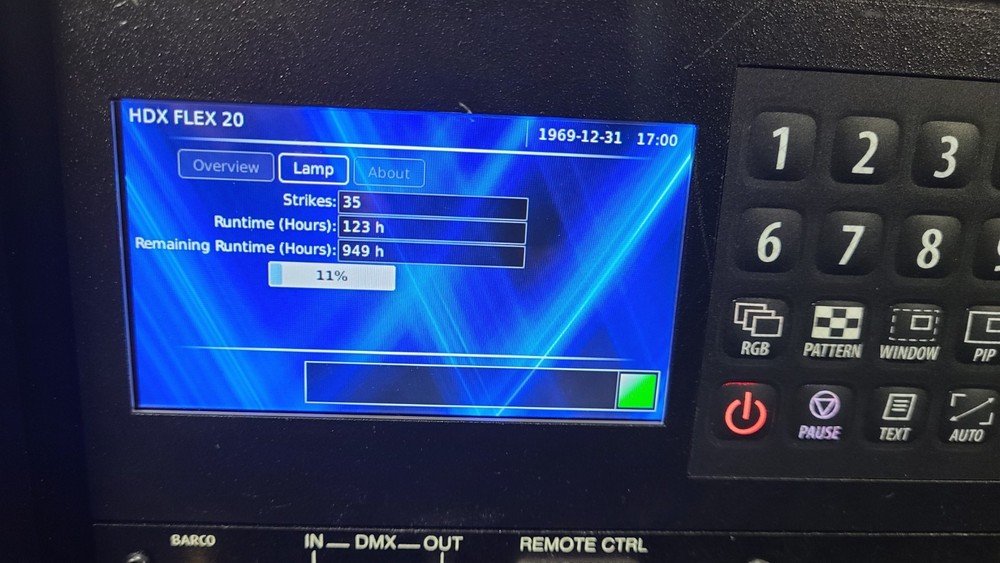 HDX FLEX 20
1969-12-31 17:00
Overview Lamp About
Strikes: 35
Runtime (Hours): 123 h
Remaining Runtime (Hours): 949 h
11%
1 2 3
6 7 8
RGB PATTERN WINDOW PIP
PAUSE TEXT AUTO
BARCO IN DMX OUT REMOTE CTRL